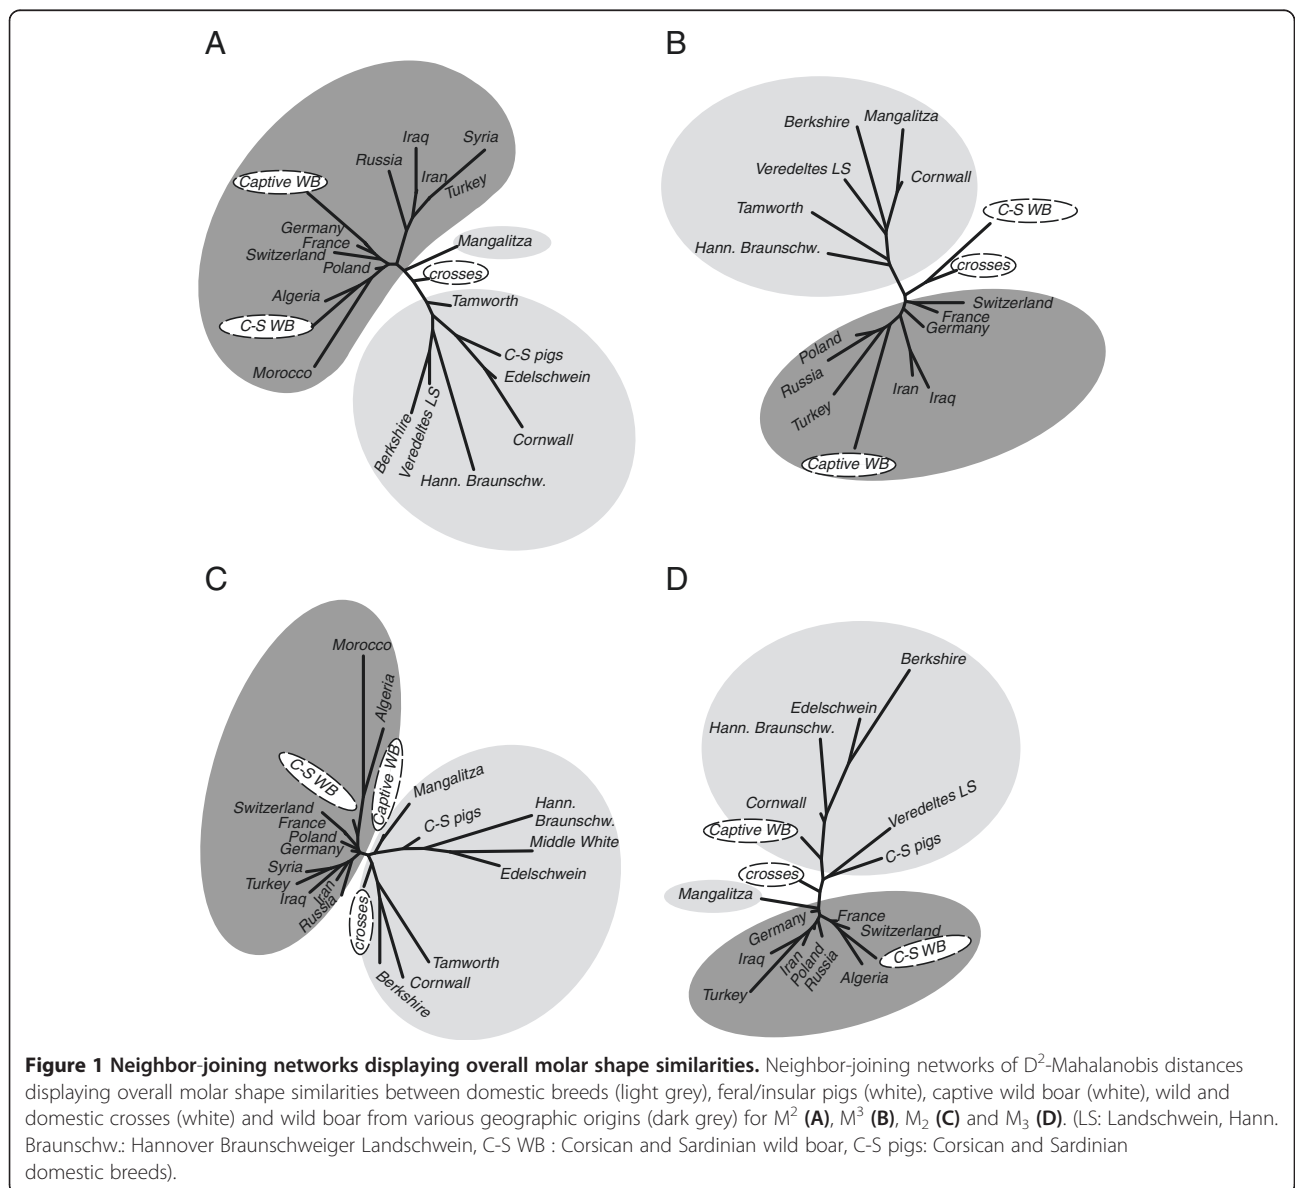 A
Iraq
Syria
Russia
Iran
Turkey
Captive WB
Germany
France
Switzerland
Poland
Mangalitza
crosses
Algeria
Tamworth
C-S WB
C-S pigs
Morocco
Edelschwein
Berkshire
Veredeltes LS
Cornwall
Hann. Braunschw.
B
Berkshire
Mangalitza
Veredeltes LS
Cornwall
Tamworth
C-S WB
Hann. Braunschw.
crosses
Switzerland
France
Germany
Poland
Russia
Iran
Iraq
Turkey
Captive WB
C
Morocco
Algeria
C-S WB
Captive WB
Mangalitza
Switzerland
France
Poland
Germany
C-S pigs
Hann.
Braunschw.
Middle White
Syria
Edelschwein
Turkey
Iraq
Iran
Russia
crosses
Tamworth
Cornwall
Berkshire
D
Berkshire
Edelschwein
Hann. Braunschw.
Cornwall
Veredeltes LS
Captive WB
C-S pigs
crosses
Mangalitza
Germany
France
Switzerland
C-S WB
Iraq
Iran
Poland
Russia
Algeria
Turkey
Figure 1 Neighbor-joining networks displaying overall molar shape similarities. Neighbor-joining networks of D²-Mahalanobis distances
displaying overall molar shape similarities between domestic breeds (light grey), feral/insular pigs (white), captive wild boar (white), wild and
domestic crosses (white) and wild boar from various geographic origins (dark grey) for M² (A), M³ (B), M₂ (C) and M₃ (D). (LS: Landschwein, Hann.
Braunschw.: Hannover Braunschweiger Landschwein, C-S WB : Corsican and Sardinian wild boar, C-S pigs: Corsican and Sardinian
domestic breeds).